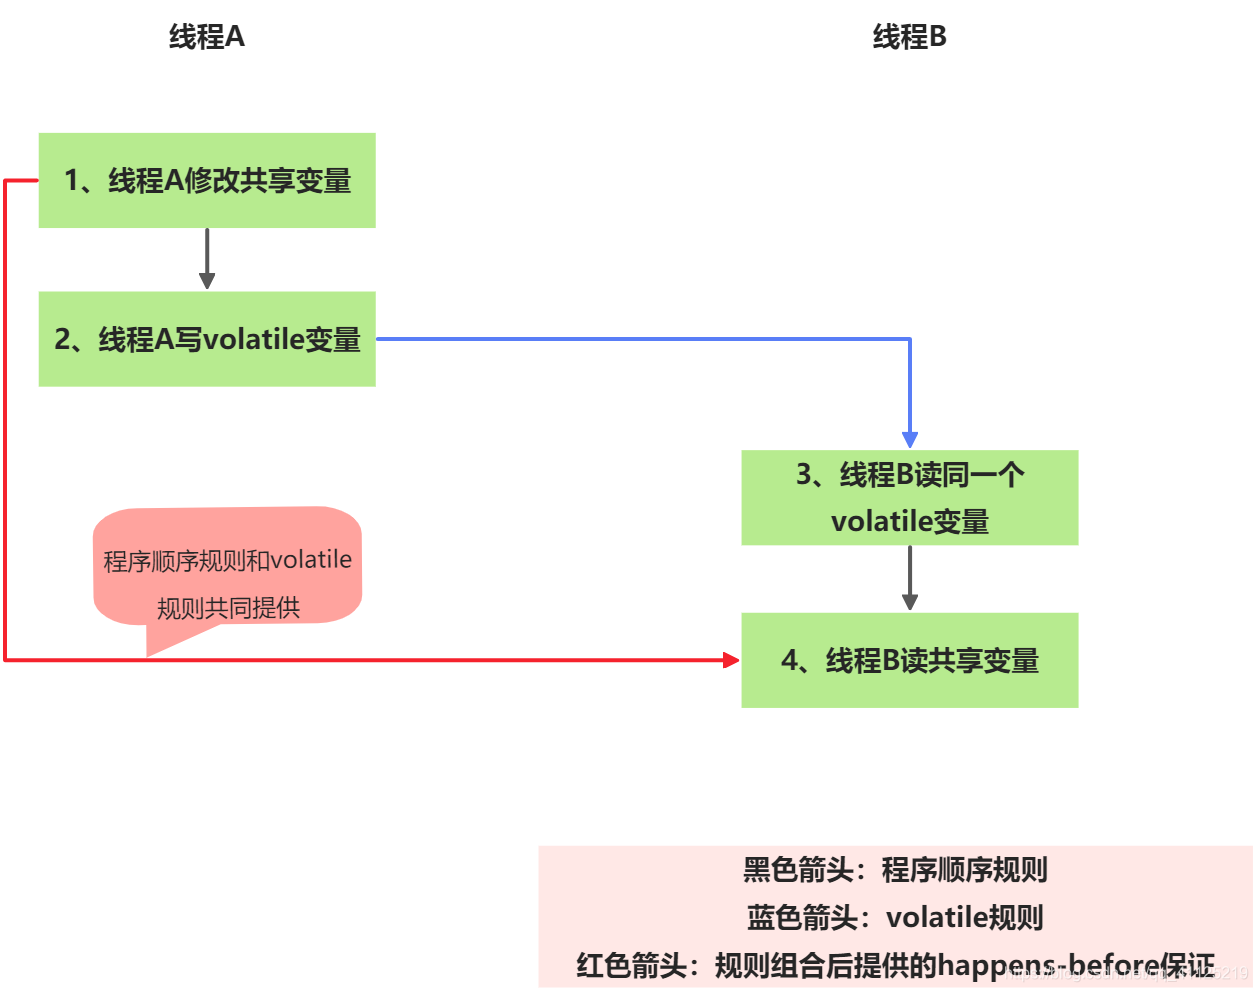 线程A
线程B
1、线程A修改共享变量
2、线程A写volatile变量
3、线程B读同一个
volatile变量
程序顺序规则和volatile
规则共同提供
4、线程B读共享变量
黑色箭头：程序顺序规则
蓝色箭头：volatile规则
红色箭头：规则组合后提供的happens-before保证